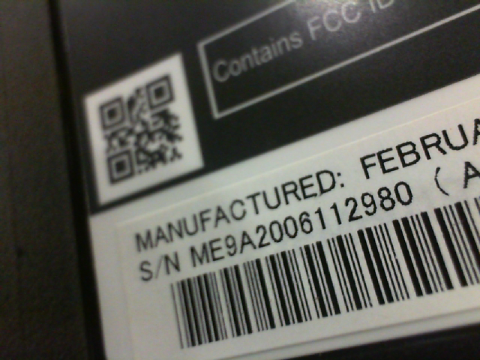 Contains FCC ID
MANUFACTURED: FEBRUA
S/N ME9A2006112980 ( A